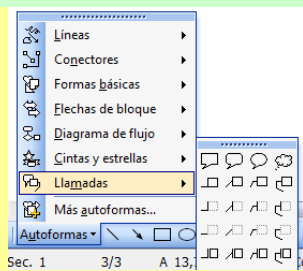 Líneas
Conectores
Formas básicas
Flechas de bloque
Diagrama de flujo
Cintas y estrellas
Llamadas
Más autoformas...
Autoformas
Sec. 1 3/3 A 13,